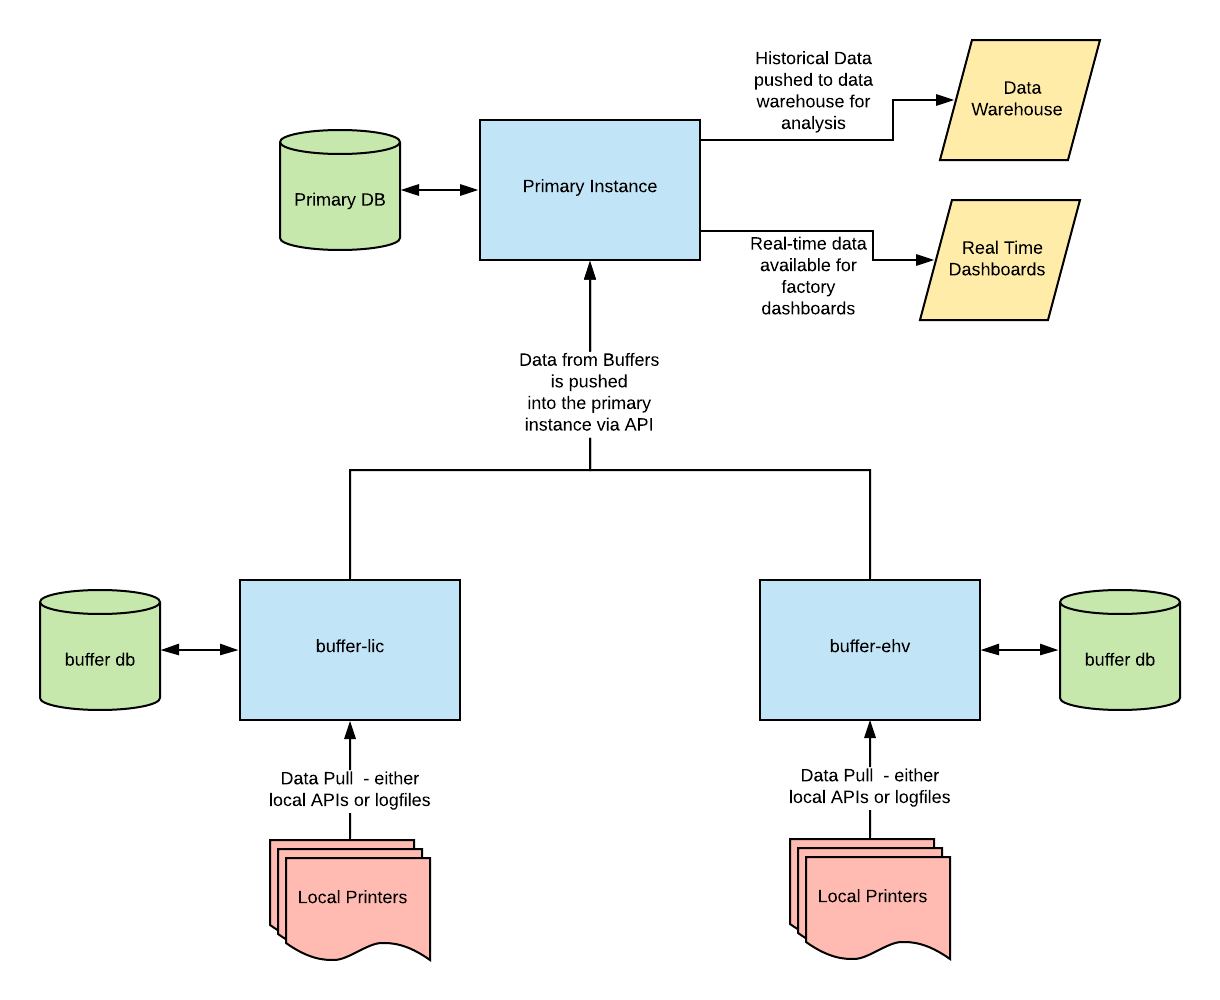 Historical Data
pushed to data
warehouse for
analysis
Data
Warehouse
Primary DB
Primary Instance
Real-time data
available for
factory
dashboards
Real Time
Dashboards
Data from Buffers
is pushed
into the primary
instance via API
buffer db
buffer-lic
buffer-ehv
buffer db
Data Pull  - either
local APIs or logfiles
Data Pull  - either
local APIs or logfiles
Local Printers
Local Printers